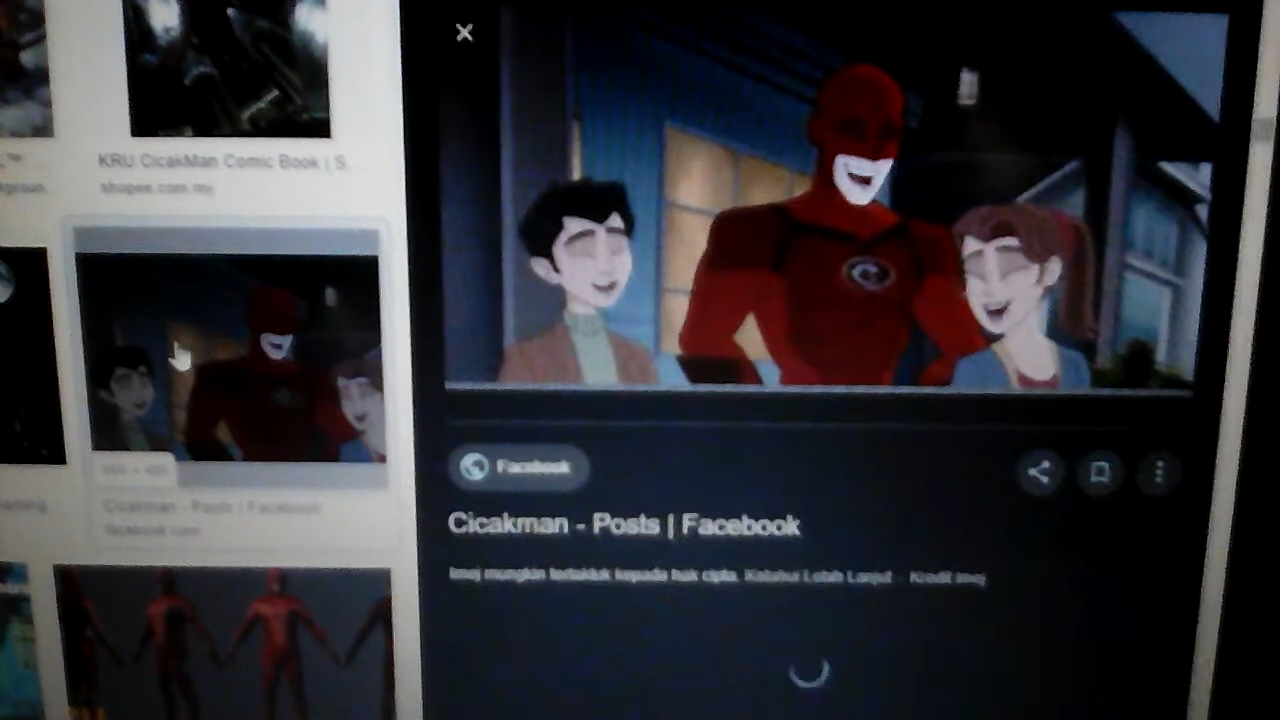 KRU CicakMan Comic Book | S...
shopee.com.my
Cicakman - Posts | Facebook
facebook.com
Facebook
Cicakman - Posts | Facebook
Imej mungkin tertakluk kepada hak cipta. Ketahui Lebih Lanjut - Kredit imej